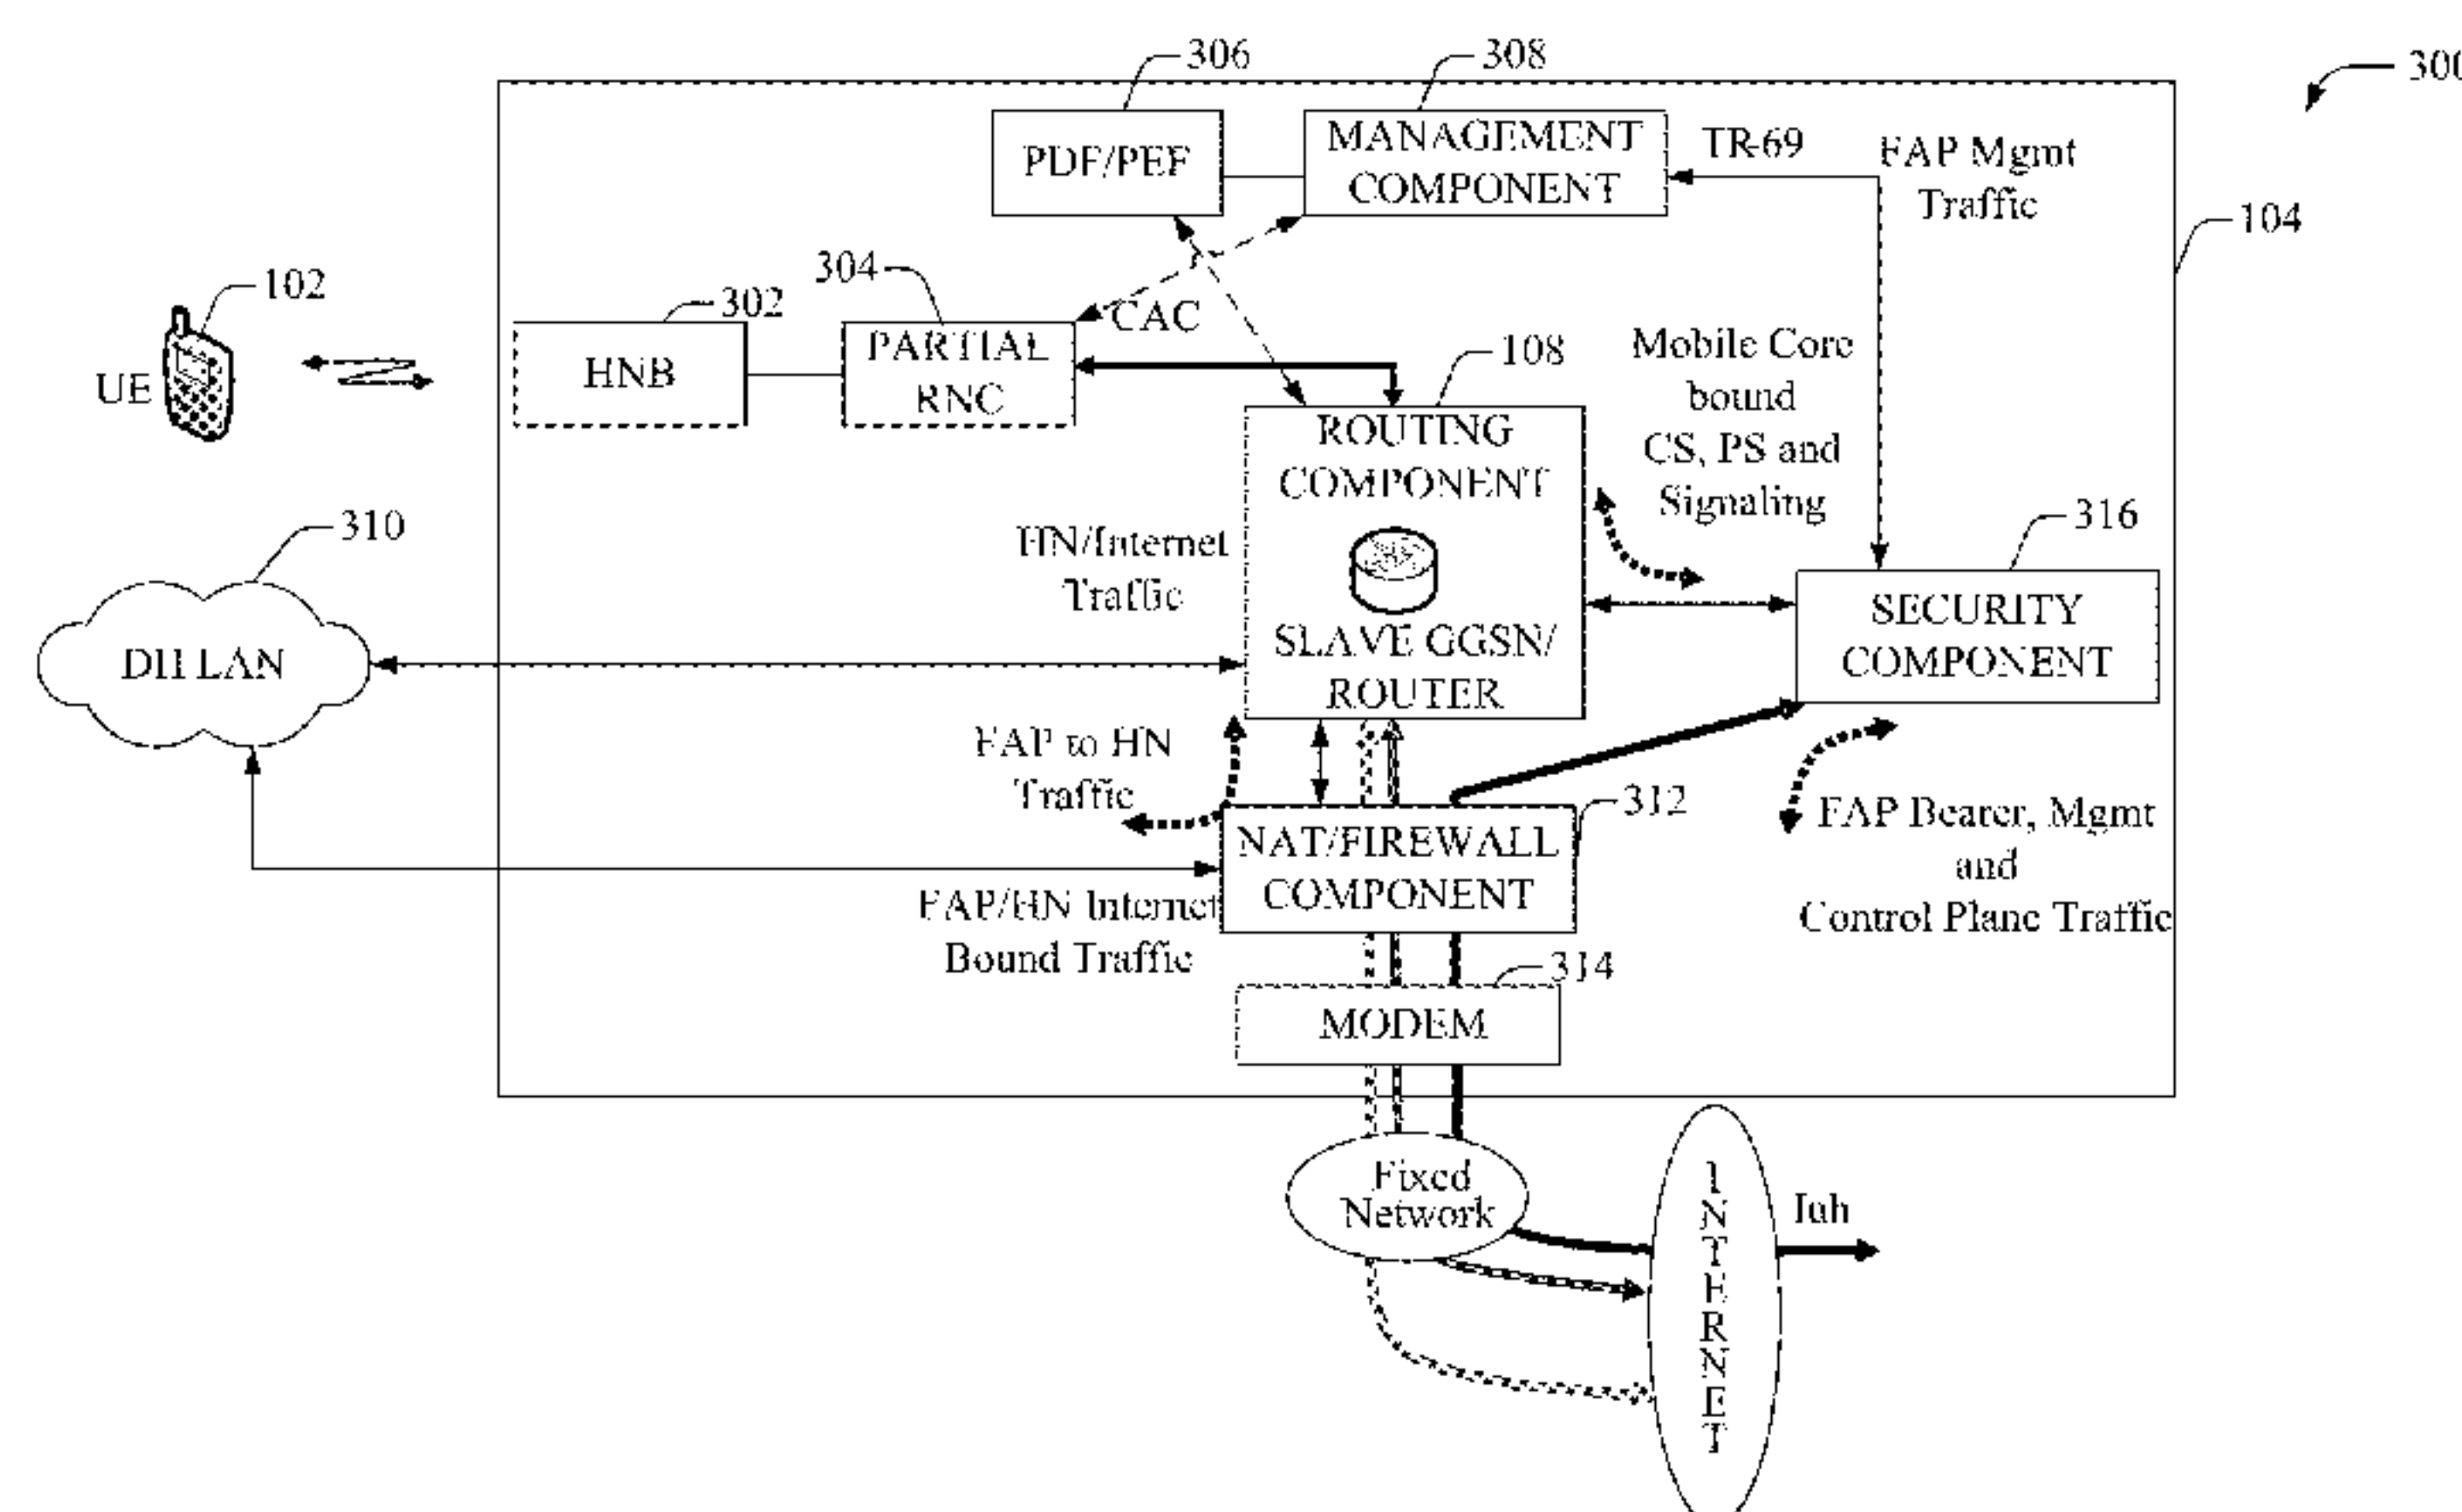 306
308
300
PDF/PEF
MANAGEMENT
COMPONENT
TR-69
FAP Mgmt
Traffic
104
304
102
302
CAC
UE
HNB
PARTIAL
RNC
108
Mobile Core
bound
CS, PS and
Signaling
ROUTING
COMPONENT
SLAVE GGSN/
ROUTER
310
HN/Internet
Traffic
316
DH LAN
SECURITY
COMPONENT
FAP to HN
Traffic
312
NAT/FIREWALL
COMPONENT
FAP Bearer, Mgmt
and
Control Plane Traffic
FAP/HN Internet
Bound Traffic
314
MODEM
Fixed
Network
INTERNET
Iuh